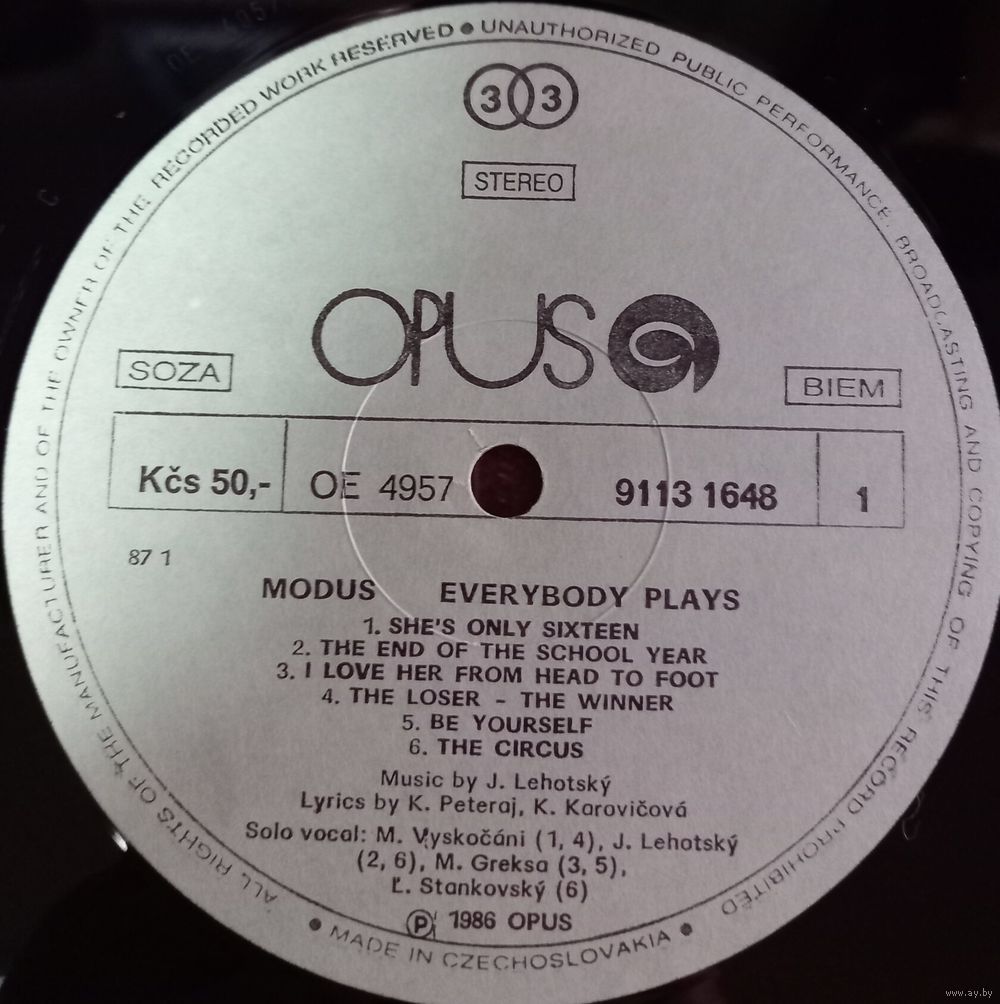 ALL RIGHTS OF THE MANUFACTURER AND OF THE OWNER OF THE RECORDED WORK RESERVED ● UNAUTHORIZED PUBLIC PERFORMANCE, BROADCASTING AND COPYING OF THIS RECORD PROHIBITED
33
STEREO
OPUS
SOZA
BIEM
Kčs 50,- OE 4957 9113 1648 1
87 1
MODUS EVERYBODY PLAYS
1. SHE'S ONLY SIXTEEN
2. THE END OF THE SCHOOL YEAR
3. I LOVE HER FROM HEAD TO FOOT
4. THE LOSER – THE WINNER
5. BE YOURSELF
6. THE CIRCUS
Music by J. Lehotský
Lyrics by K. Peteraj, K. Karovičová
Solo vocal: M. Vyskočáni (1, 4), J. Lehotský
(2, 6), M. Greksa (3, 5),
Ľ. Stankovský (6)
Ⓟ 1986 OPUS
● MADE IN CZECHOSLOVAKIA ●
www.ay.by